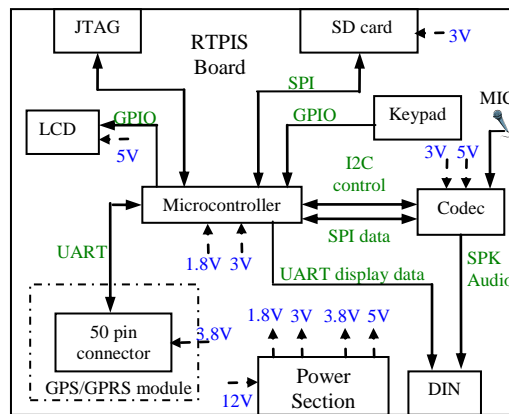 JTAG
RTPIS
Board
SD card
3V
SPI
GPIO
GPIO
Keypad
MIC
LCD
5V
3V 5V
I2C
control
Microcontroller
Codec
SPI data
1.8V 3V
UART
UART display data
SPK
Audio
50 pin
connector
3.8V
GPS/GPRS module
1.8V 3V 3.8V 5V
12V
Power
Section
DIN